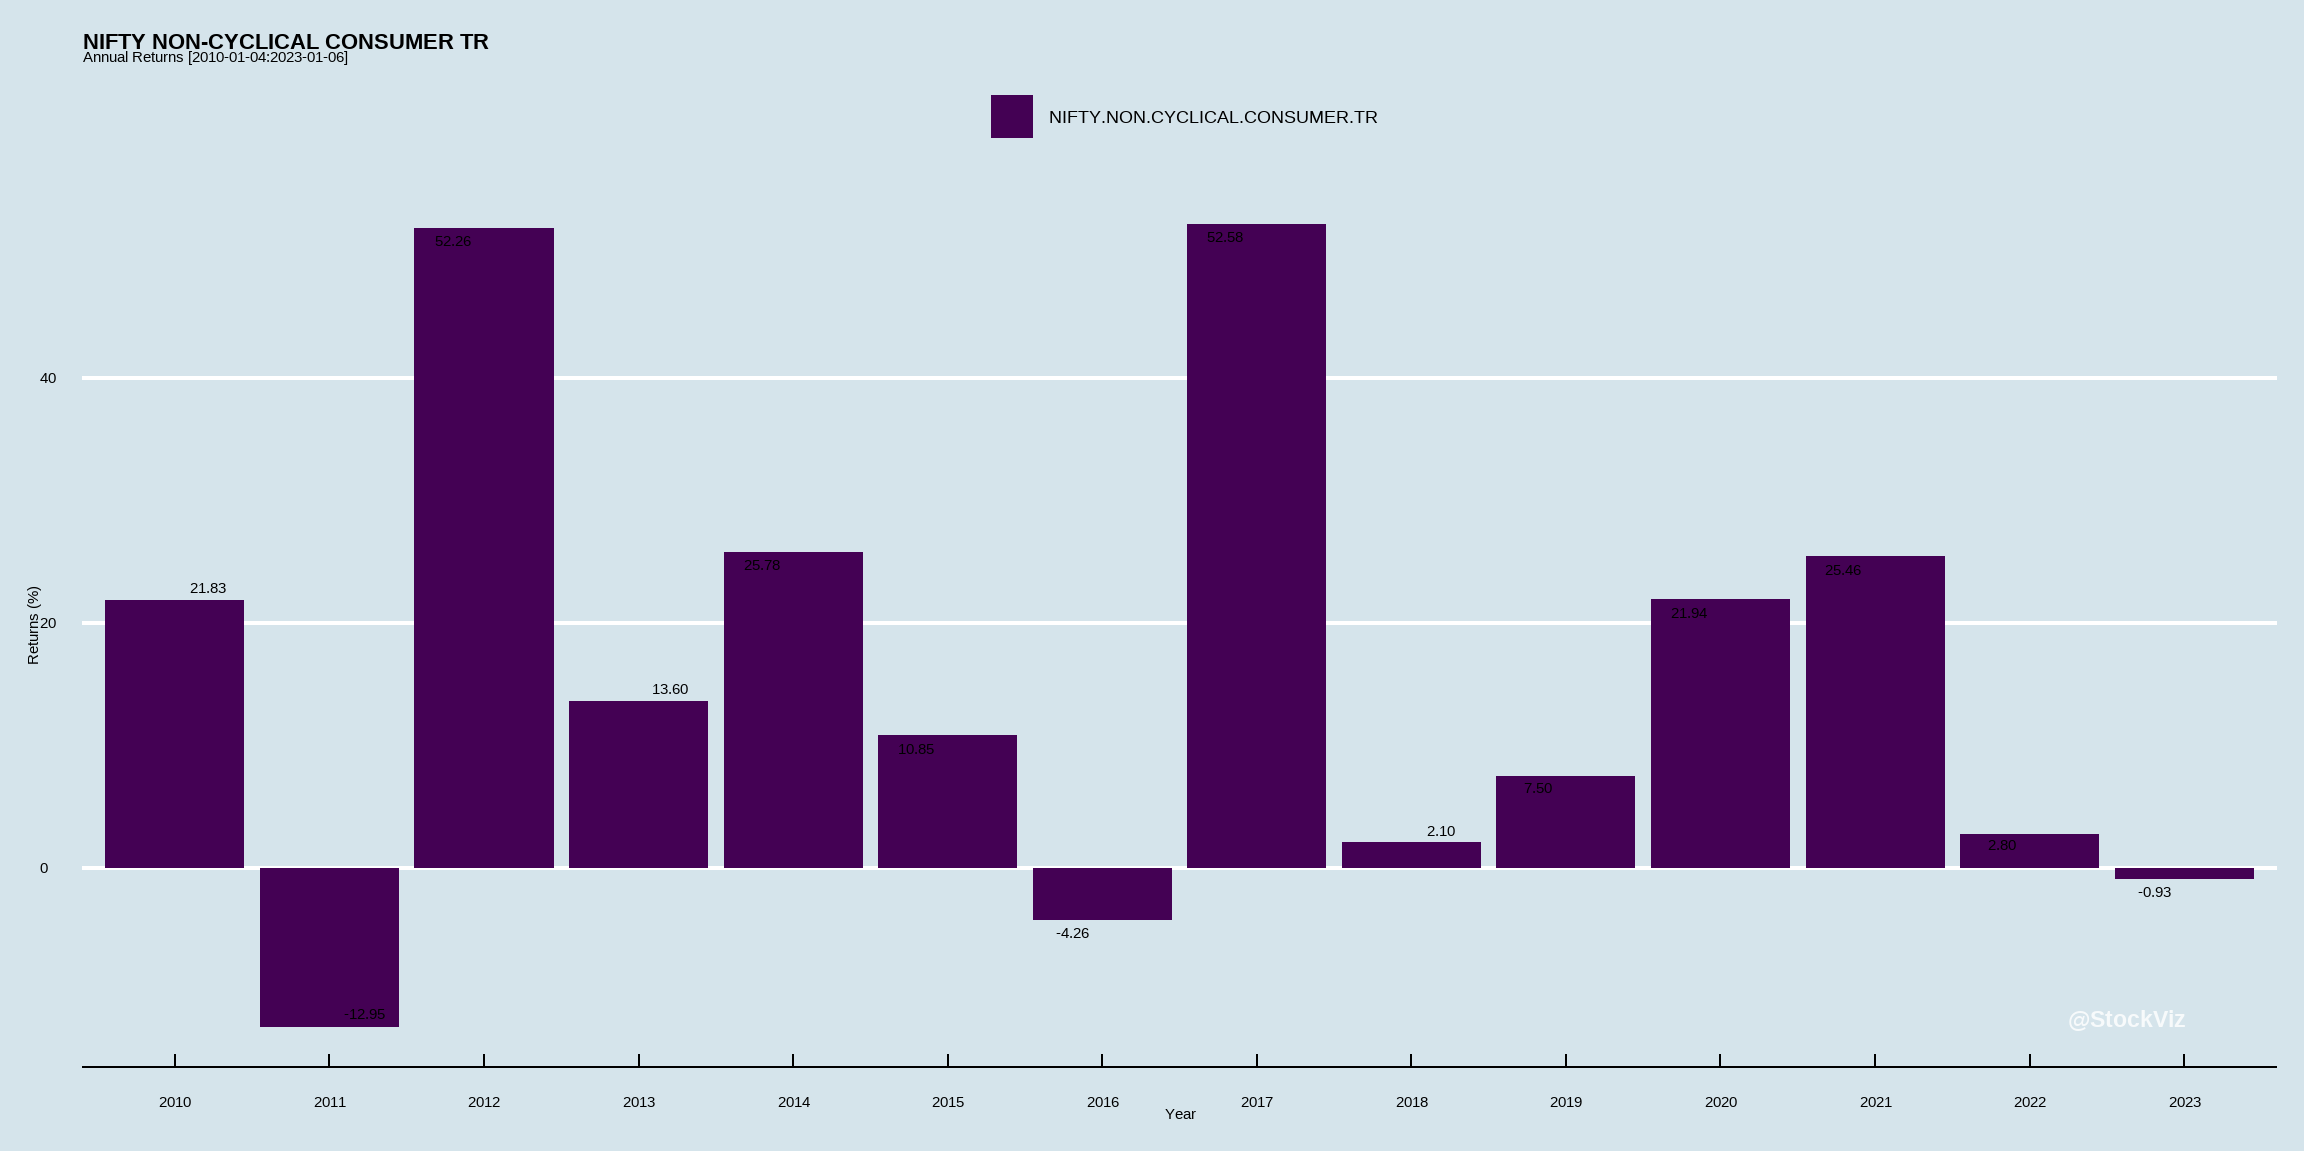 NIFTY NON-CYCLICAL CONSUMER TR
Annual Returns [2010-01-04:2023-01-06]
NIFTY.NON.CYCLICAL.CONSUMER.TR
52.26
52.58
40
21.83
25.78
21.94
25.46
Returns (%)
20
13.60
10.85
2.10
7.50
2.80
0
-12.95
-4.26
-0.93
@StockViz
2010 2011 2012 2013 2014 2015 2016 2017 2018 2019 2020 2021 2022 2023
Year